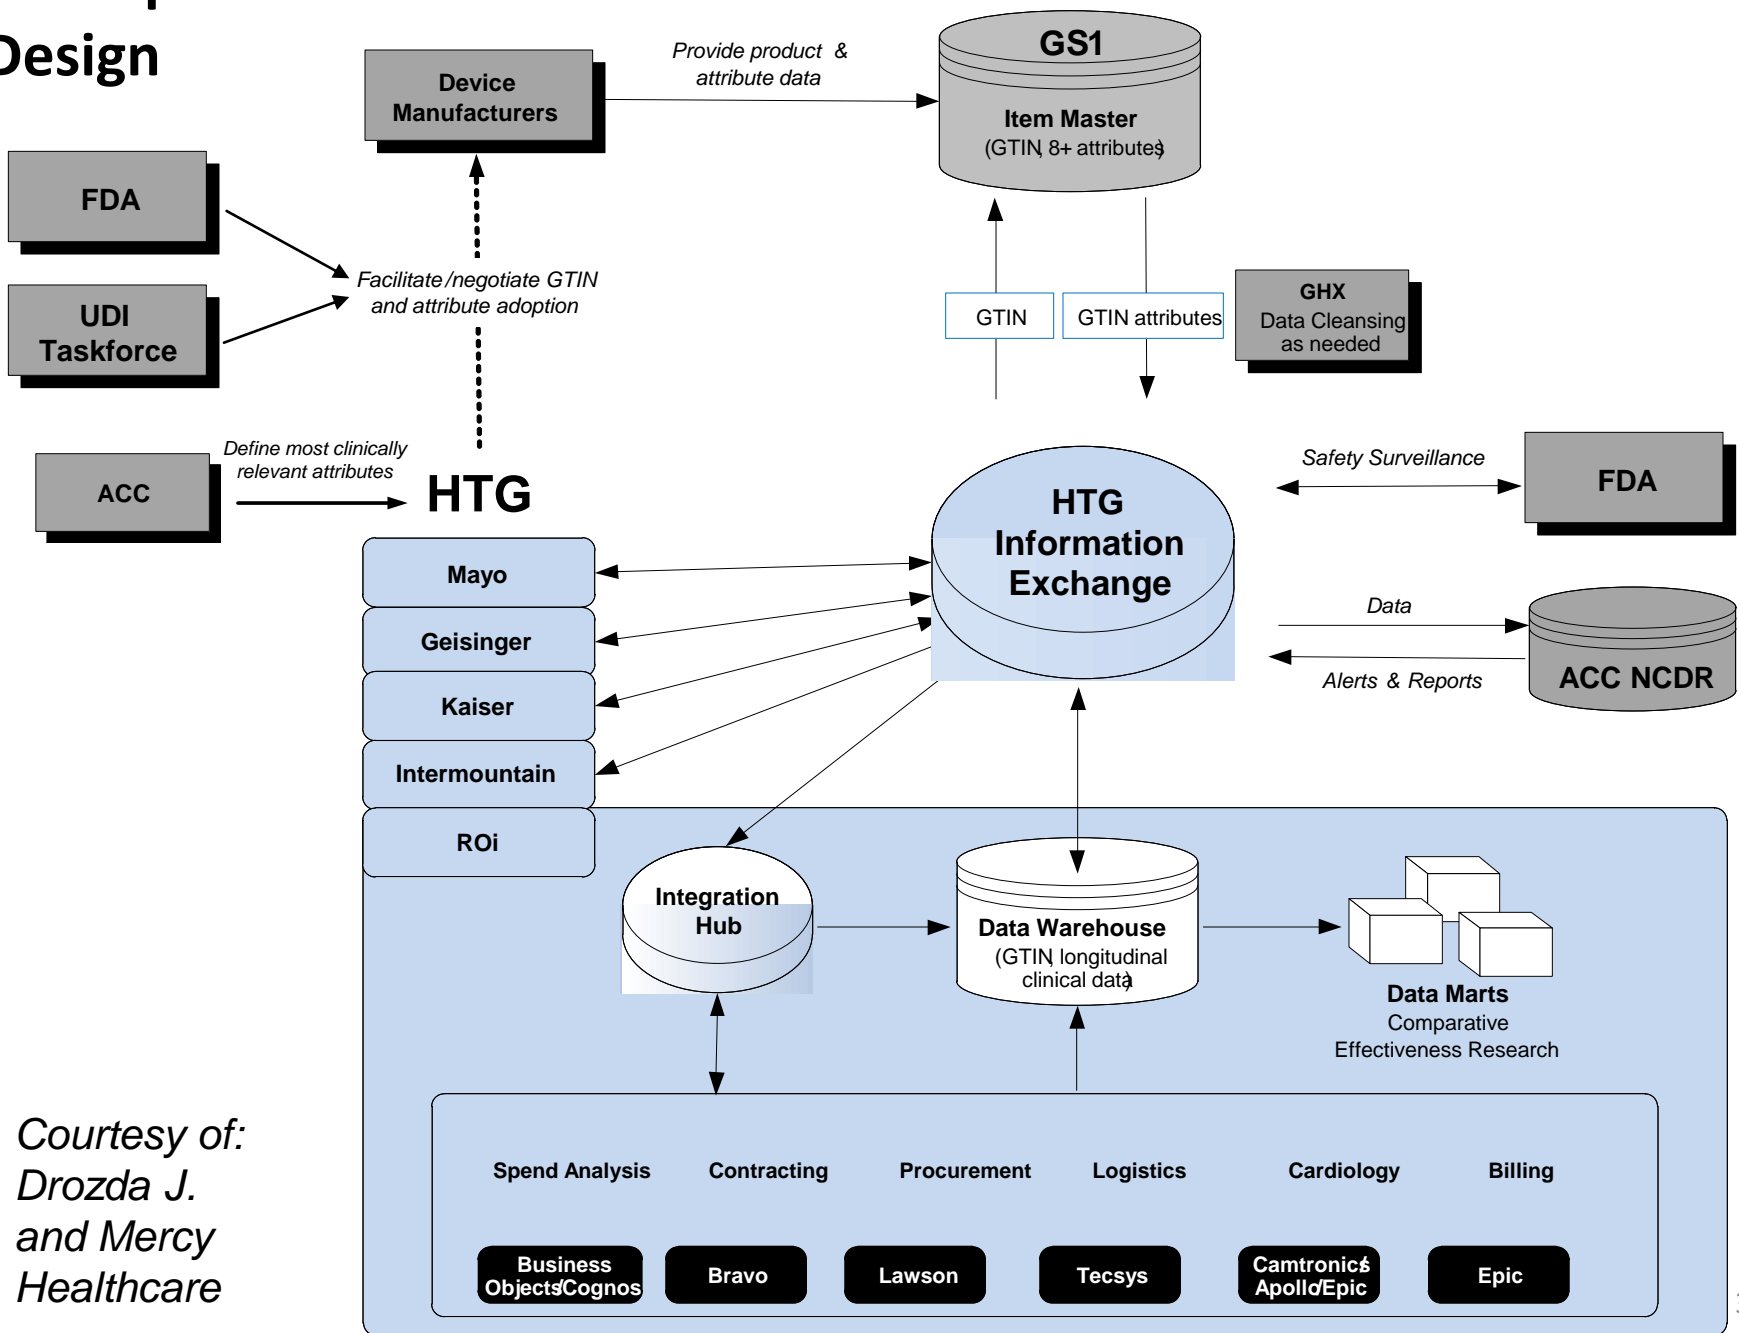 Design
Device
Manufacturers
Provide product &
attribute data
GS1
Item Master
(GTIN, 8+ attributes)
FDA
UDI
Taskforce
Facilitate/negotiate GTIN
and attribute adoption
GTIN
GTIN attributes
GHX
Data Cleansing
as needed
ACC
Define most clinically
relevant attributes
HTG
HTG
Information
Exchange
Safety Surveillance
FDA
Mayo
Geisinger
Kaiser
Intermountain
ROi
Data
Alerts & Reports
ACC NCDR
Integration
Hub
Data Warehouse
(GTIN, longitudinal
clinical data)
Data Marts
Comparative
Effectiveness Research
Spend Analysis
Contracting
Procurement
Logistics
Cardiology
Billing
Business
Objects/Cognos
Bravo
Lawson
Tecsys
Camtronics/
Apollo/Epic
Epic
Courtesy of:
Drozda J.
and Mercy
Healthcare